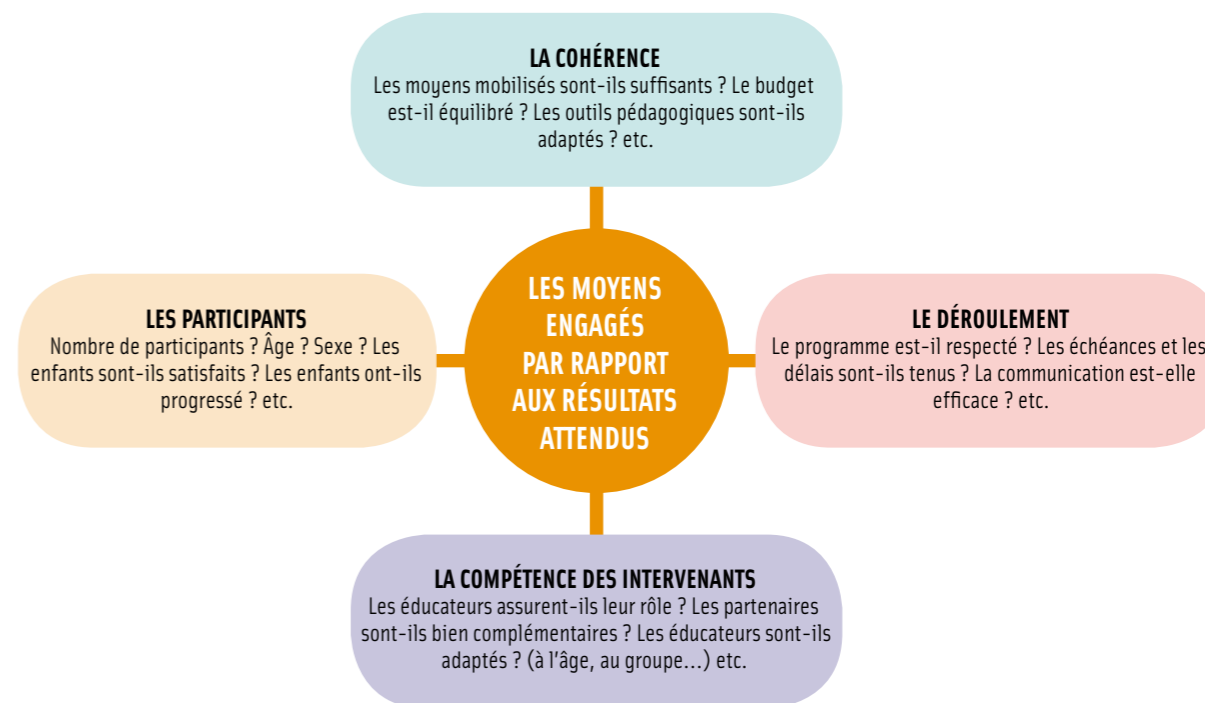 LA COHÉRENCE
Les moyens mobilisés sont-ils suffisants ? Le budget
est-il équilibré ? Les outils pédagogiques sont-ils
adaptés ? etc.
LES PARTICIPANTS
Nombre de participants ? Âge ? Sexe ? Les
enfants sont-ils satisfaits ? Les enfants ont-ils
progressé ? etc.
LES MOYENS
ENGAGÉS
PAR RAPPORT
AUX RÉSULTATS
ATTENDUS
LE DÉROULEMENT
Le programme est-il respecté ? Les échéances et les
délais sont-ils tenus ? La communication est-elle
efficace ? etc.
LA COMPÉTENCE DES INTERVENANTS
Les éducateurs assurent-ils leur rôle ? Les partenaires
sont-ils bien complémentaires ? Les éducateurs sont-ils
adaptés ? (à l'âge, au groupe...) etc.